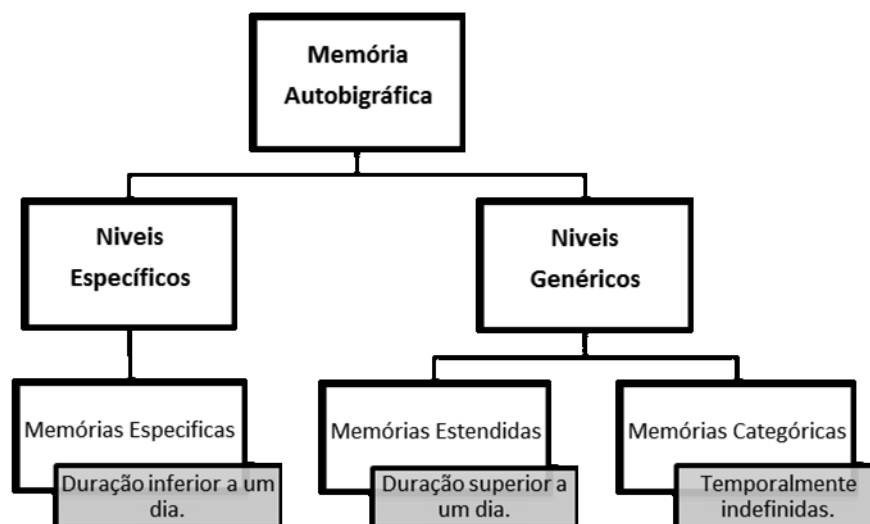 Memória
Autobigráfica
Niveis
Específicos
Niveis
Genéricos
Memórias Especificas
Duração inferior a um
dia.
Memórias Estendidas
Duração superior a
um dia.
Memórias Categóricas
Temporalmente
indefinidas.